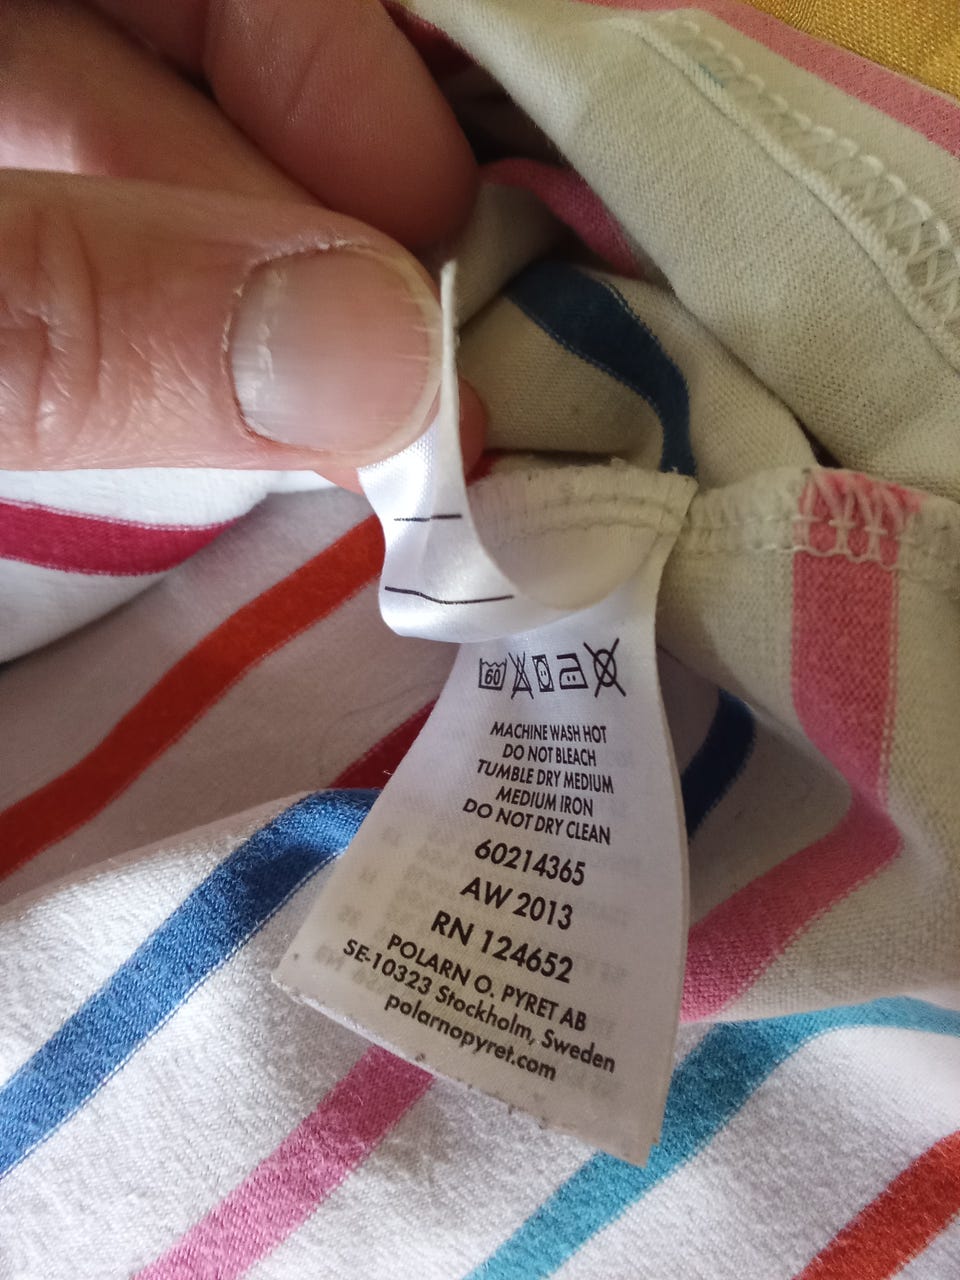 60
MACHINE WASH HOT
DO NOT BLEACH
TUMBLE DRY MEDIUM
MEDIUM IRON
DO NOT DRY CLEAN
60214365
AW 2013
RN 124652
POLARN O. PYRET AB
SE-10323 Stockholm, Sweden
polarnopyret.com